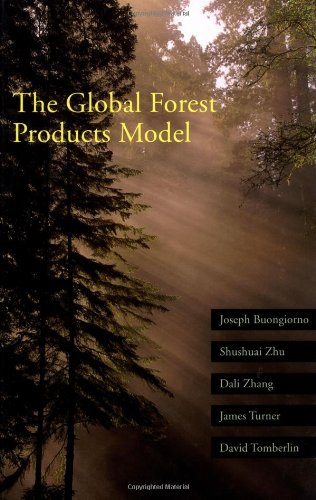 The Global Forest
Products Model
Joseph Buongiorno
Shushuai Zhu
Dali Zhang
James Turner
David Tomberlin